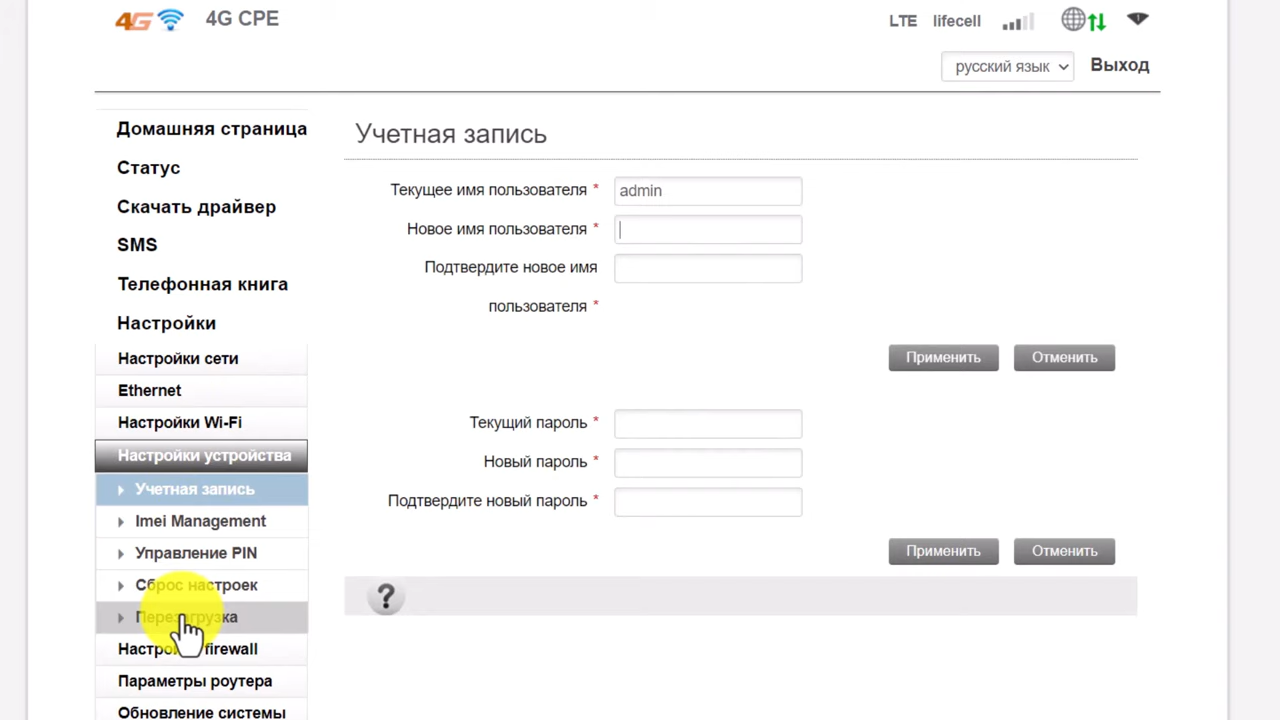 4G 4G CPE
LTE lifecell
русский язык Выход
Домашняя страница
Статус
Скачать драйвер
SMS
Телефонная книга
Настройки
Настройки сети
Ethernet
Настройки Wi-Fi
Настройки устройства
Учетная запись
Imei Management
Управление PIN
Сброс настроек
Перезагрузка
Настройки firewall
Параметры роутера
Обновление системы
Учетная запись
Текущее имя пользователя * admin
Новое имя пользователя *
Подтвердите новое имя
пользователя *
Применить Отменить
Текущий пароль *
Новый пароль *
Подтвердите новый пароль *
Применить Отменить
?